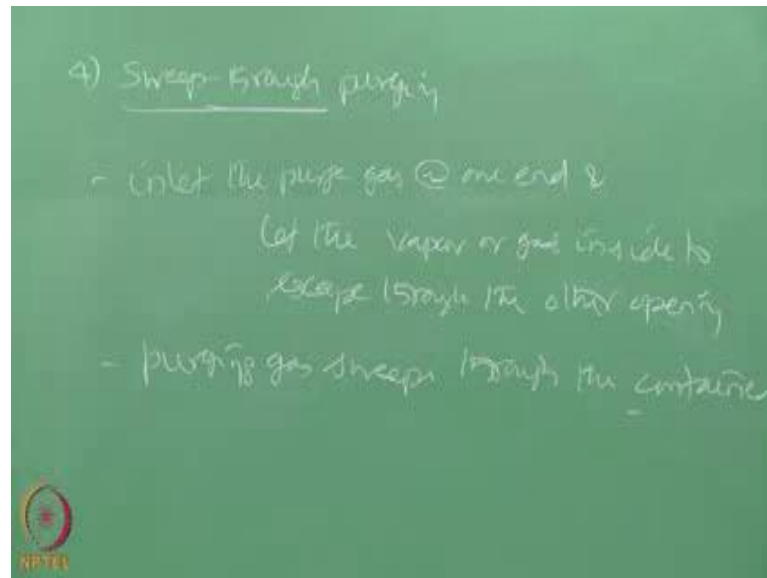 4) Sweep-through purging
- inlet the purge gas @ one end &
let the vapor or gas inside to
escape through the other opening
- purging gas sweeps through the container
NPTEL